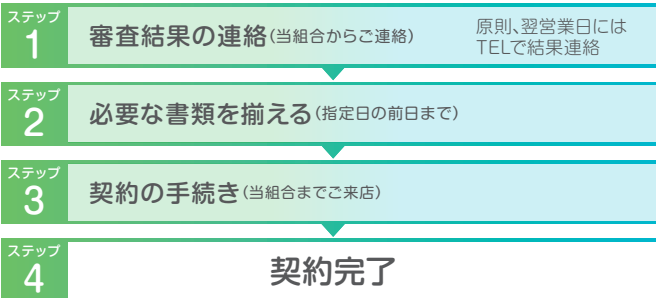 ステップ
1
審査結果の連絡(当組合からご連絡)
原則、翌営業日には
TELで結果連絡
ステップ
2
必要な書類を揃える(指定日の前日まで)
ステップ
3
契約の手続き(当組合までご来店)
ステップ
4
契約完了